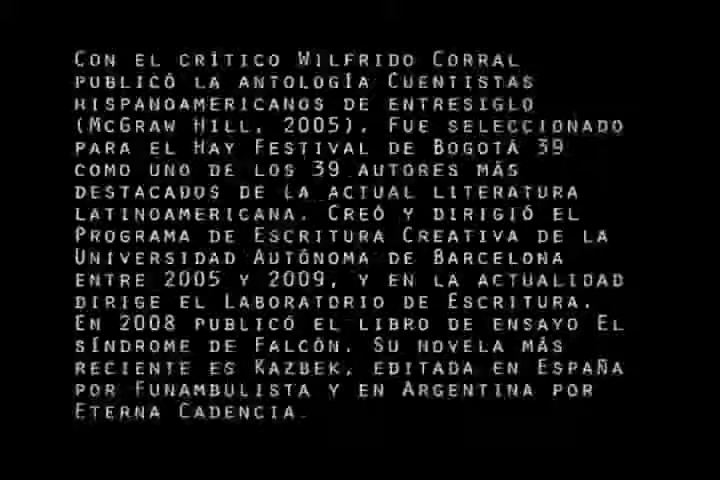 Con el crítico Wilfrido Corral
publicó la antología Cuentistas
hispanoamericanos de entresiglo
(McGraw Hill, 2005). Fue seleccionado
para el Hay Festival de Bogotá 39
como uno de los 39 autores más
destacados de la actual literatura
latinoamericana. Creó y dirigió el
Programa de Escritura Creativa de la
Universidad Autónoma de Barcelona
entre 2005 y 2009, y en la actualidad
dirige el Laboratorio de Escritura.
En 2008 publicó el libro de ensayo El
síndrome de Falcón. Su novela más
reciente es Kazbek, editada en España
por Funambulista y en Argentina por
Eterna Cadencia.